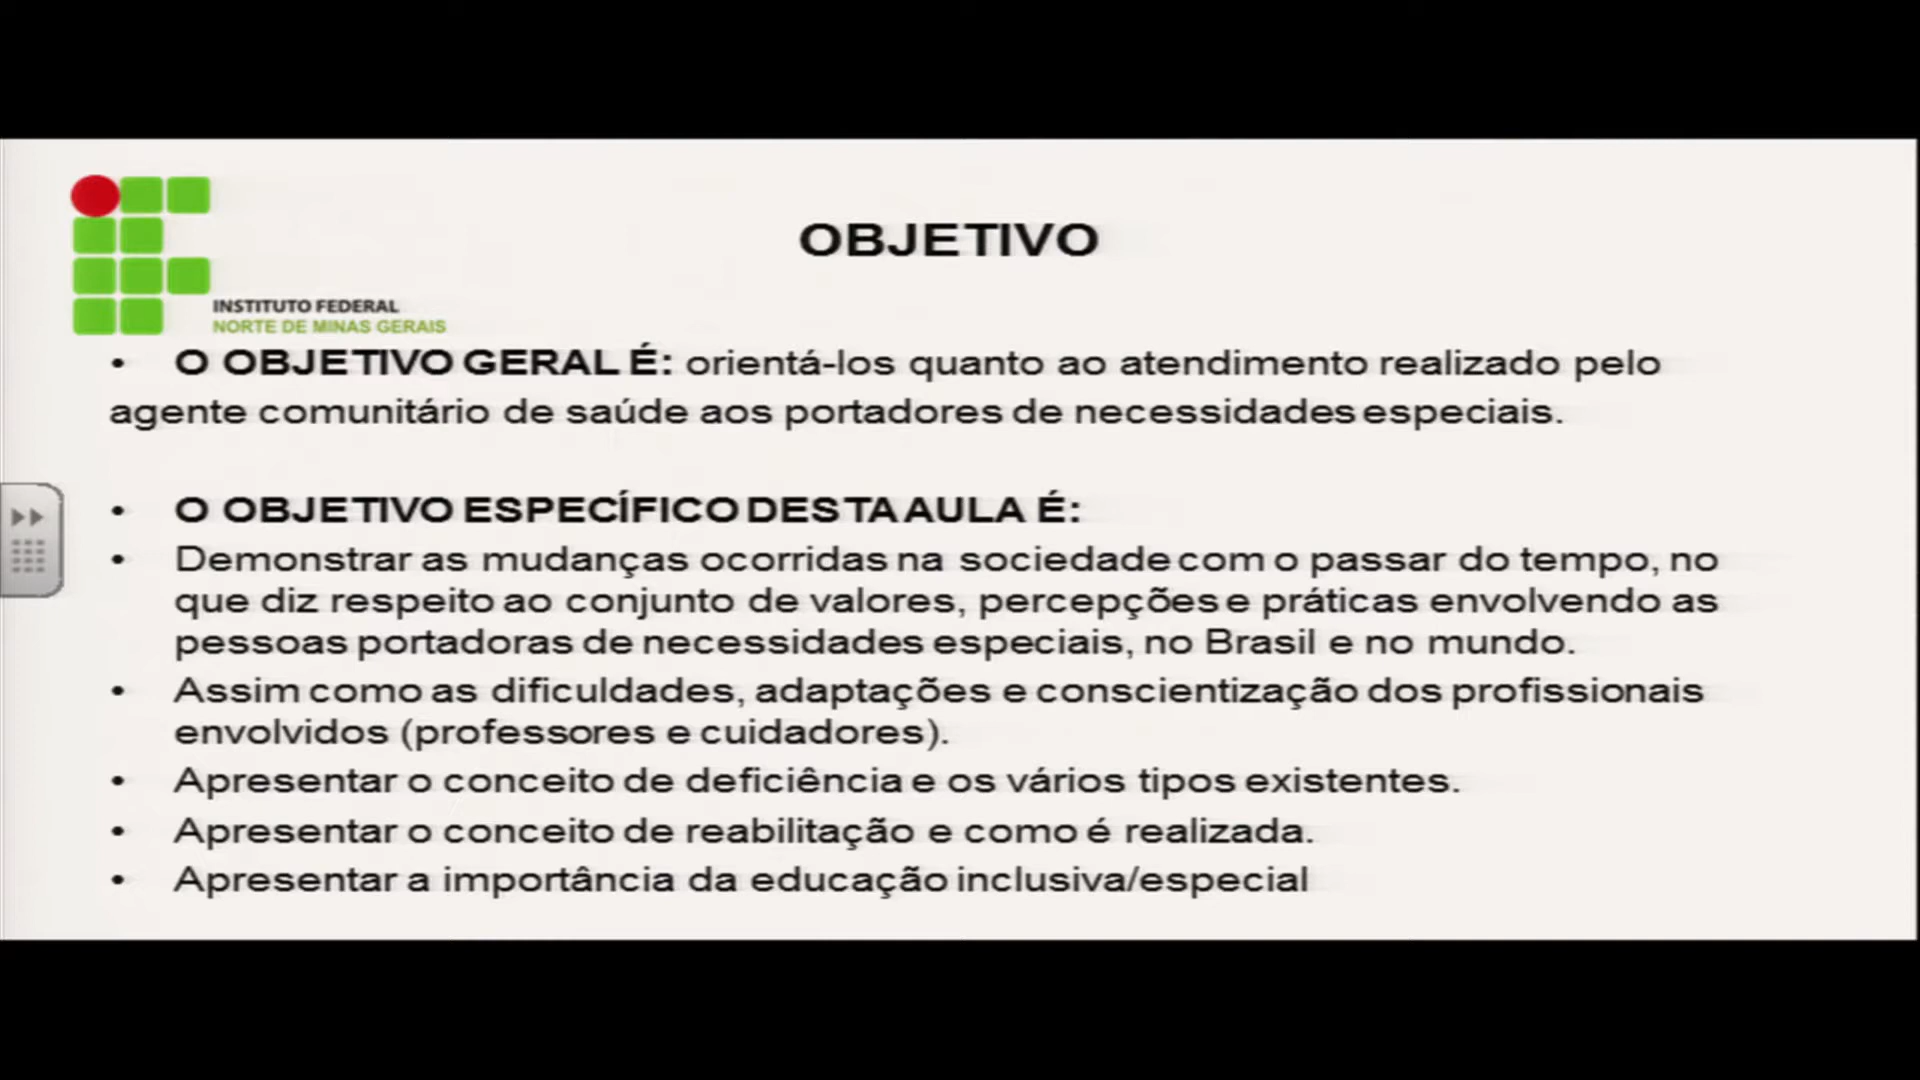 OBJETIVO
INSTITUTO FEDERAL
NORTE DE MINAS GERAIS
• O OBJETIVO GERAL É: orientá-los quanto ao atendimento realizado pelo
agente comunitário de saúde aos portadores de necessidades especiais.
• O OBJETIVO ESPECÍFICO DESTA AULA É:
• Demonstrar as mudanças ocorridas na sociedade com o passar do tempo, no
que diz respeito ao conjunto de valores, percepções e práticas envolvendo as
pessoas portadoras de necessidades especiais, no Brasil e no mundo.
• Assim como as dificuldades, adaptações e conscientização dos profissionais
envolvidos (professores e cuidadores).
• Apresentar o conceito de deficiência e os vários tipos existentes.
• Apresentar o conceito de reabilitação e como é realizada.
• Apresentar a importância da educação inclusiva/especial